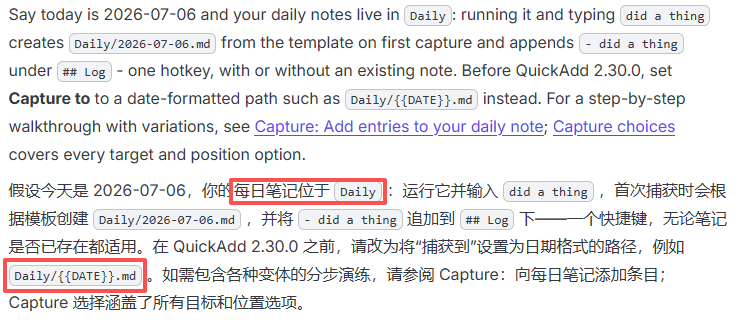 Say today is 2026-07-06 and your daily notes live in Daily: running it and typing did a thing
creates Daily/2026-07-06.md from the template on first capture and appends - did a thing
under ## Log - one hotkey, with or without an existing note. Before QuickAdd 2.30.0, set
Capture to to a date-formatted path such as Daily/{{DATE}}.md instead. For a step-by-step
walkthrough with variations, see Capture: Add entries to your daily note; Capture choices
covers every target and position option.
假设今天是 2026-07-06，你的每日笔记位于 Daily：运行它并输入 did a thing，首次捕获时会根
据模板创建 Daily/2026-07-06.md，并将 - did a thing 追加到 ## Log 下——一个快捷键，无论笔记
是否已存在都适用。在 QuickAdd 2.30.0 之前，请改为将“捕获到”设置为日期格式的路径，例如
Daily/{{DATE}}.md。如需包含各种变体的分步演练，请参阅 Capture：向每日笔记添加条目；
Capture 选择涵盖了所有目标和位置选项。